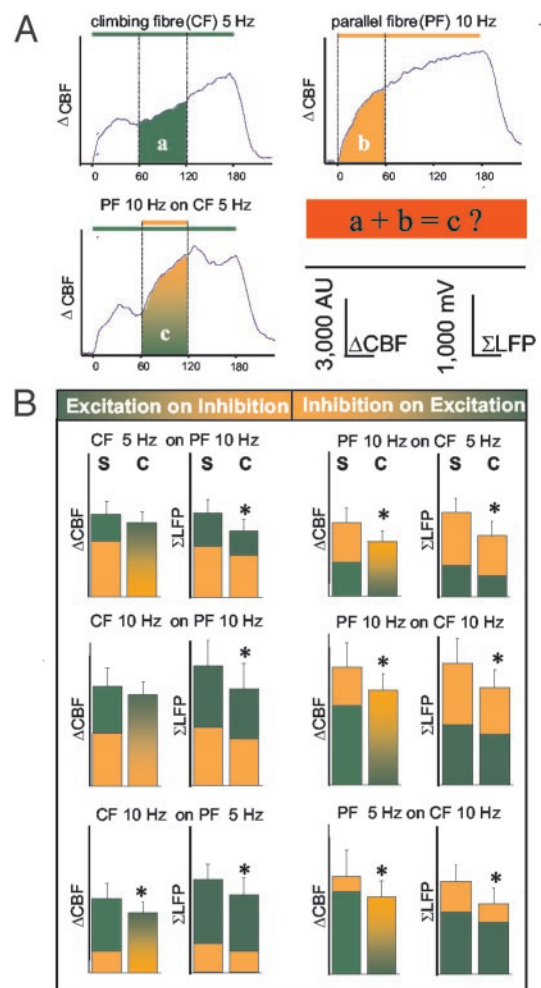 A
climbing fibre (CF) 5 Hz
ΔCBF
a
0 60 120 180
parallel fibre (PF) 10 Hz
ΔCBF
b
0 60 120 180
PF 10 Hz on CF 5 Hz
ΔCBF
c
0 60 120 180
a + b = c ?
3,000 AU
ΔCBF
1,000 mV
ΣLFP
B
Excitation on Inhibition
Inhibition on Excitation
CF 5 Hz on PF 10 Hz
S C
ΔCBF
S C
ΣLFP
*
PF 10 Hz on CF 5 Hz
S C
ΔCBF
*
S C
ΣLFP
*
CF 10 Hz on PF 10 Hz
ΔCBF
ΣLFP
*
PF 10 Hz on CF 10 Hz
ΔCBF
*
ΣLFP
*
CF 10 Hz on PF 5 Hz
ΔCBF
*
ΣLFP
*
PF 5 Hz on CF 10 Hz
ΔCBF
*
ΣLFP
*